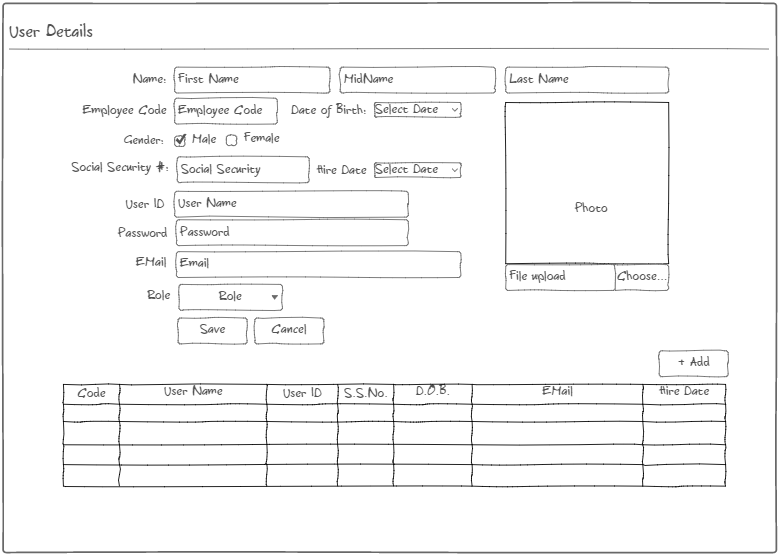 User Details
Name: First Name MidName Last Name
Employee Code Employee Code Date of Birth: Select Date
Gender: Male Female
Social Security #: Social Security Hire Date Select Date
User ID User Name
Photo
Password Password
EMail Email
File upload Choose...
Role Role
Save Cancel
+ Add
Code User Name User ID S.S.No. D.O.B. EMail Hire Date